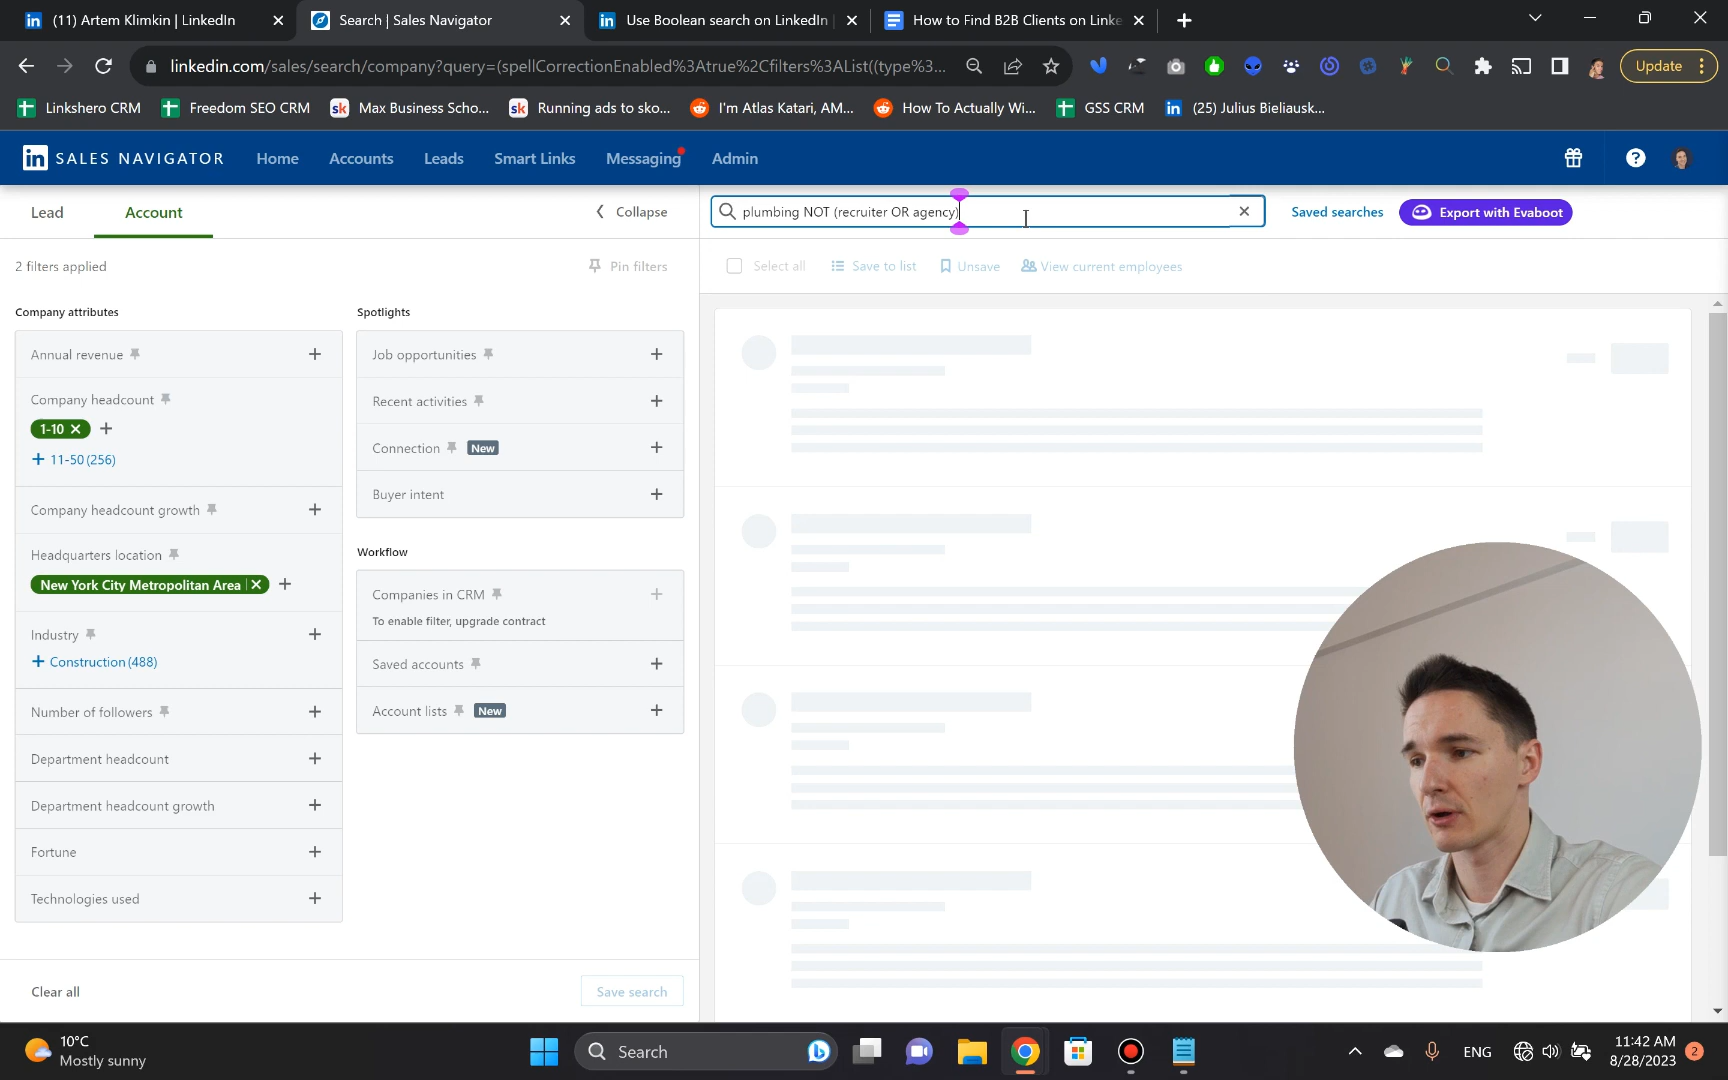 (11) Artem Klimkin | LinkedIn
Search | Sales Navigator
Use Boolean search on LinkedIn
How to Find B2B Clients on Linke
linkedin.com/sales/search/company?query=(spellCorrectionEnabled%3Atrue%2Cfilters%3AList((type%3...
Update
Linkshero CRM
Freedom SEO CRM
Max Business Scho...
Running ads to sko...
I'm Atlas Katari, AM...
How To Actually Wi...
GSS CRM
(25) Julius Bieliausk...
in SALES NAVIGATOR
Home
Accounts
Leads
Smart Links
Messaging
Admin
Lead
Account
Collapse
plumbing NOT (recruiter OR agency)
Saved searches
Export with Evaboot
2 filters applied
Pin filters
Select all
Save to list
Unsave
View current employees
Company attributes
Annual revenue
Company headcount
1-10
+ 11-50 (256)
Company headcount growth
Headquarters location
New York City Metropolitan Area
Industry
+ Construction (488)
Number of followers
Department headcount
Department headcount growth
Fortune
Technologies used
Spotlights
Job opportunities
Recent activities
Connection New
Buyer intent
Workflow
Companies in CRM
To enable filter, upgrade contract
Saved accounts
Account lists New
Clear all
Save search
10°C
Mostly sunny
Search
ENG
11:42 AM
8/28/2023
2